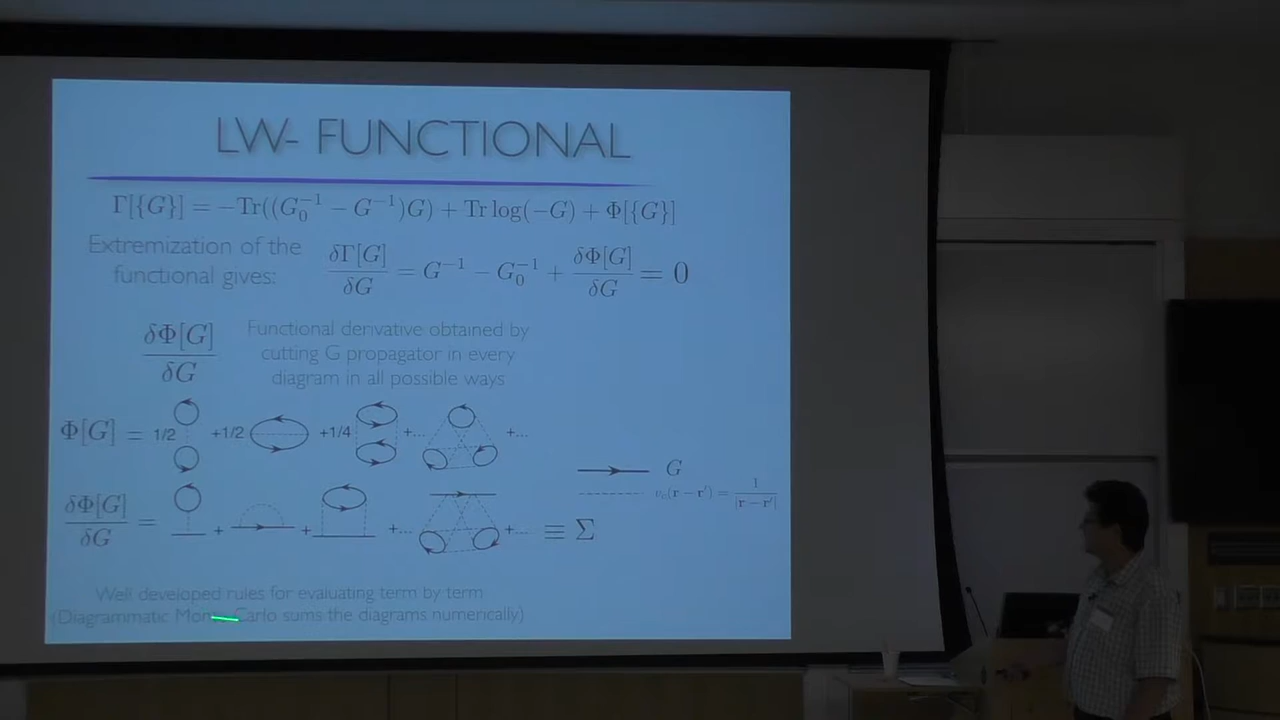 LW- FUNCTIONAL
Γ[{G}] = −Tr((G₀⁻¹ − G⁻¹)G) + Tr log(−G) + Φ[{G}]
Extremization of the
functional gives:
δΓ[G]/δG = G⁻¹ − G₀⁻¹ + δΦ[G]/δG = 0
δΦ[G]/δG
Functional derivative obtained by
cutting G propagator in every
diagram in all possible ways
Φ[G] = 1/2 +1/2 +1/4 +... +...
G
v_c(r − r′) = 1/|r − r′|
δΦ[G]/δG = + + +... +... ≡ Σ
Well developed rules for evaluating term by term
(Diagrammatic Monte Carlo sums the diagrams numerically)